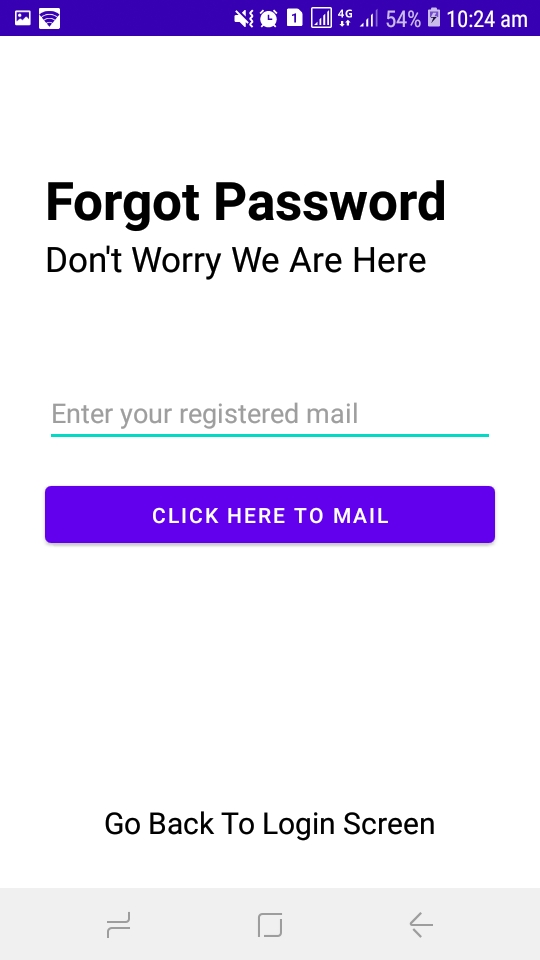 1 4G 54% 10:24 am
Forgot Password
Don't Worry We Are Here
Enter your registered mail
CLICK HERE TO MAIL
Go Back To Login Screen